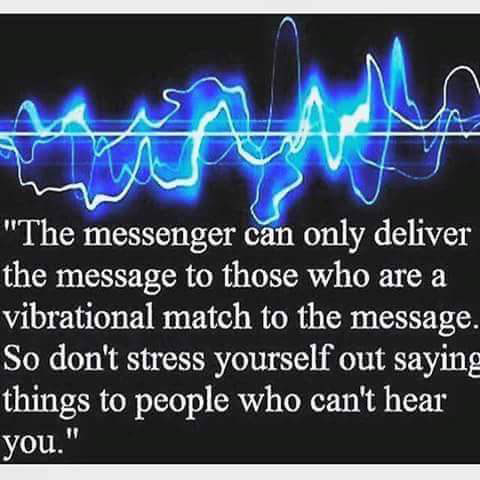 "The messenger can only deliver
the message to those who are a
vibrational match to the message.
So don't stress yourself out saying
things to people who can't hear
you."